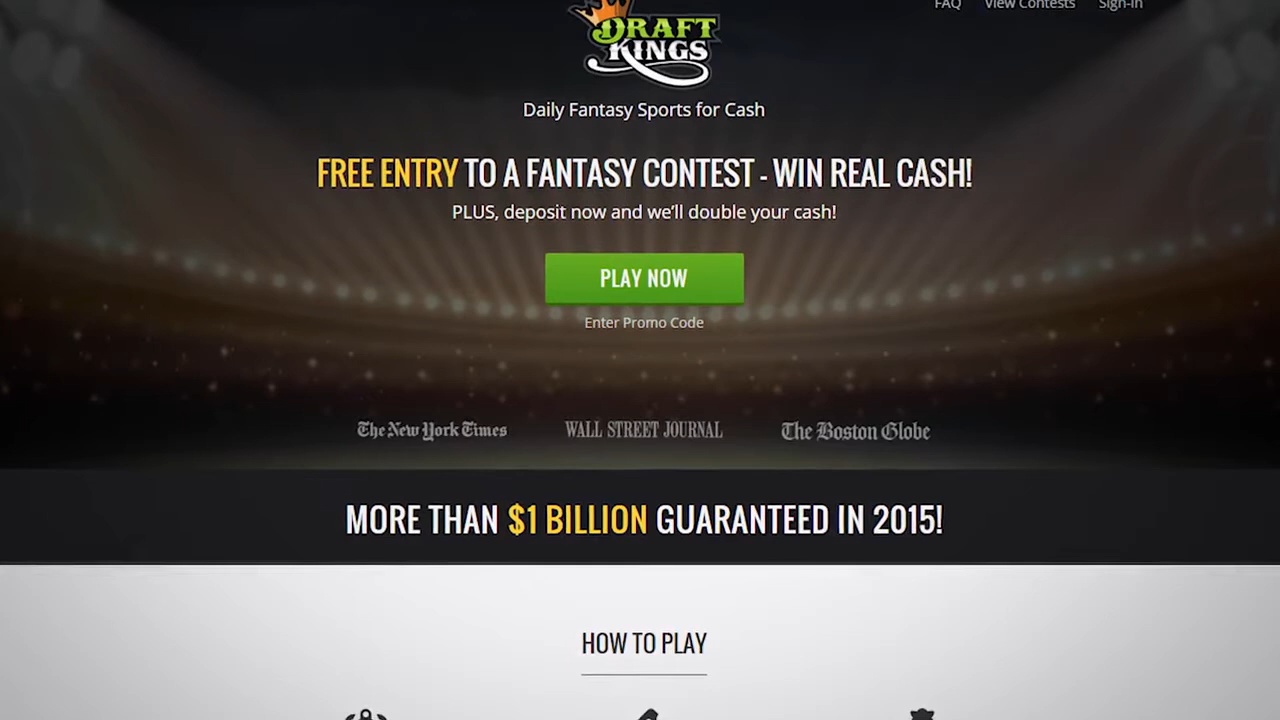 FAQ View Contests Sign-In
DRAFT
KINGS
Daily Fantasy Sports for Cash
FREE ENTRY TO A FANTASY CONTEST - WIN REAL CASH!
PLUS, deposit now and we'll double your cash!
PLAY NOW
Enter Promo Code
The New York Times WALL STREET JOURNAL The Boston Globe
MORE THAN $1 BILLION GUARANTEED IN 2015!
HOW TO PLAY